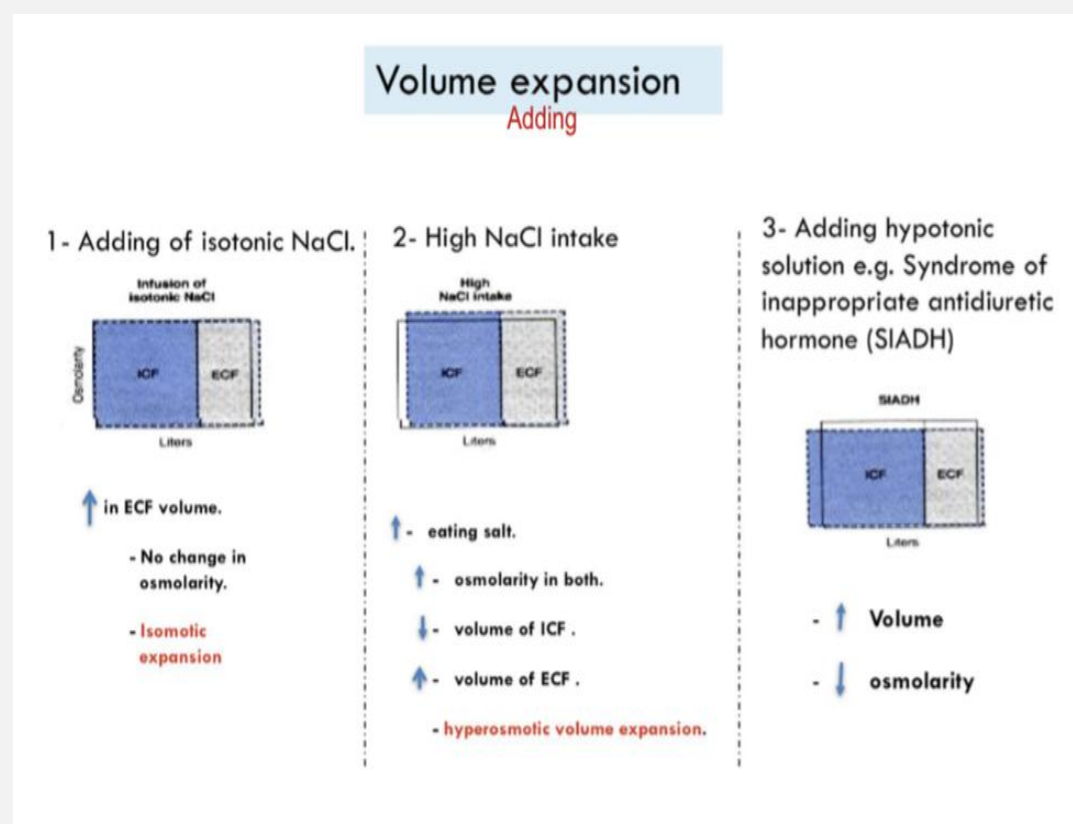 Volume expansion
Adding
1- Adding of isotonic NaCl.
Infusion of
isotonic NaCl
Osmolarity
ICF
ECF
Liters
↑ in ECF volume.
- No change in
osmolarity.
- Isomotic
expansion
2- High NaCl intake
High
NaCl intake
ICF
ECF
Liters
↑ - eating salt.
↑ - osmolarity in both.
↓ - volume of ICF .
↑ - volume of ECF .
- hyperosmotic volume expansion.
3- Adding hypotonic
solution e.g. Syndrome of
inappropriate antidiuretic
hormone (SIADH)
SIADH
ICF
ECF
Liters
- ↑ Volume
- ↓ osmolarity